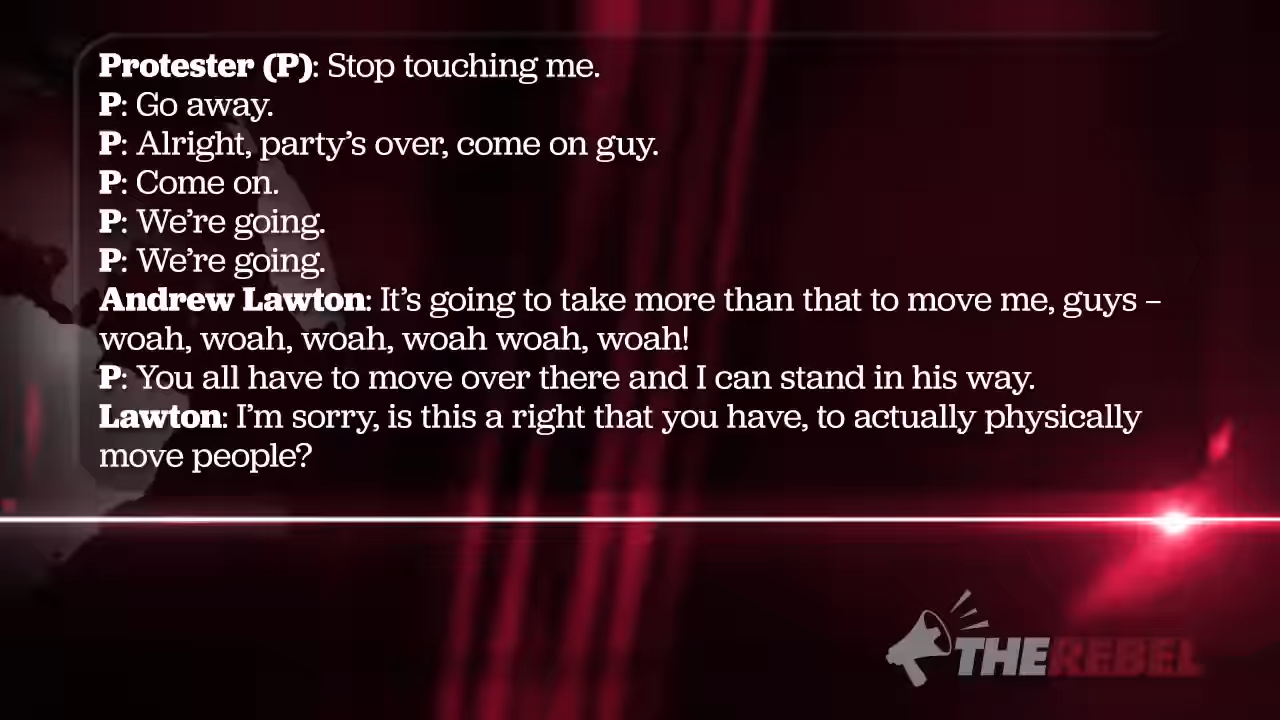 Protester (P): Stop touching me.
P: Go away.
P: Alright, party’s over, come on guy.
P: Come on.
P: We’re going.
P: We’re going.
Andrew Lawton: It’s going to take more than that to move me, guys –
woah, woah, woah, woah woah, woah!
P: You all have to move over there and I can stand in his way.
Lawton: I’m sorry, is this a right that you have, to actually physically
move people?
THE REBEL